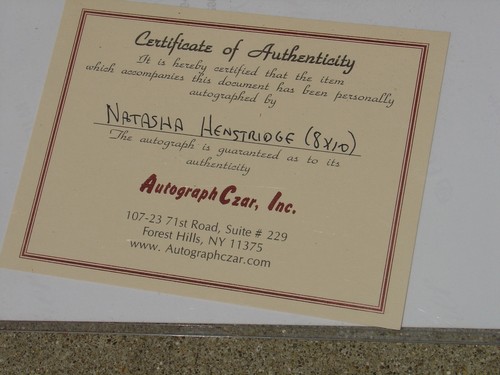 Certificate of Authenticity
It is hereby certified that the item
which accompanies this document has been personally
autographed by
NATASHA HENSTRIDGE (8X10)
The autograph is guaranteed as to its
authenticity
AutographCzar, Inc.
107-23 71st Road, Suite # 229
Forest Hills, NY 11375
www. Autographczar.com